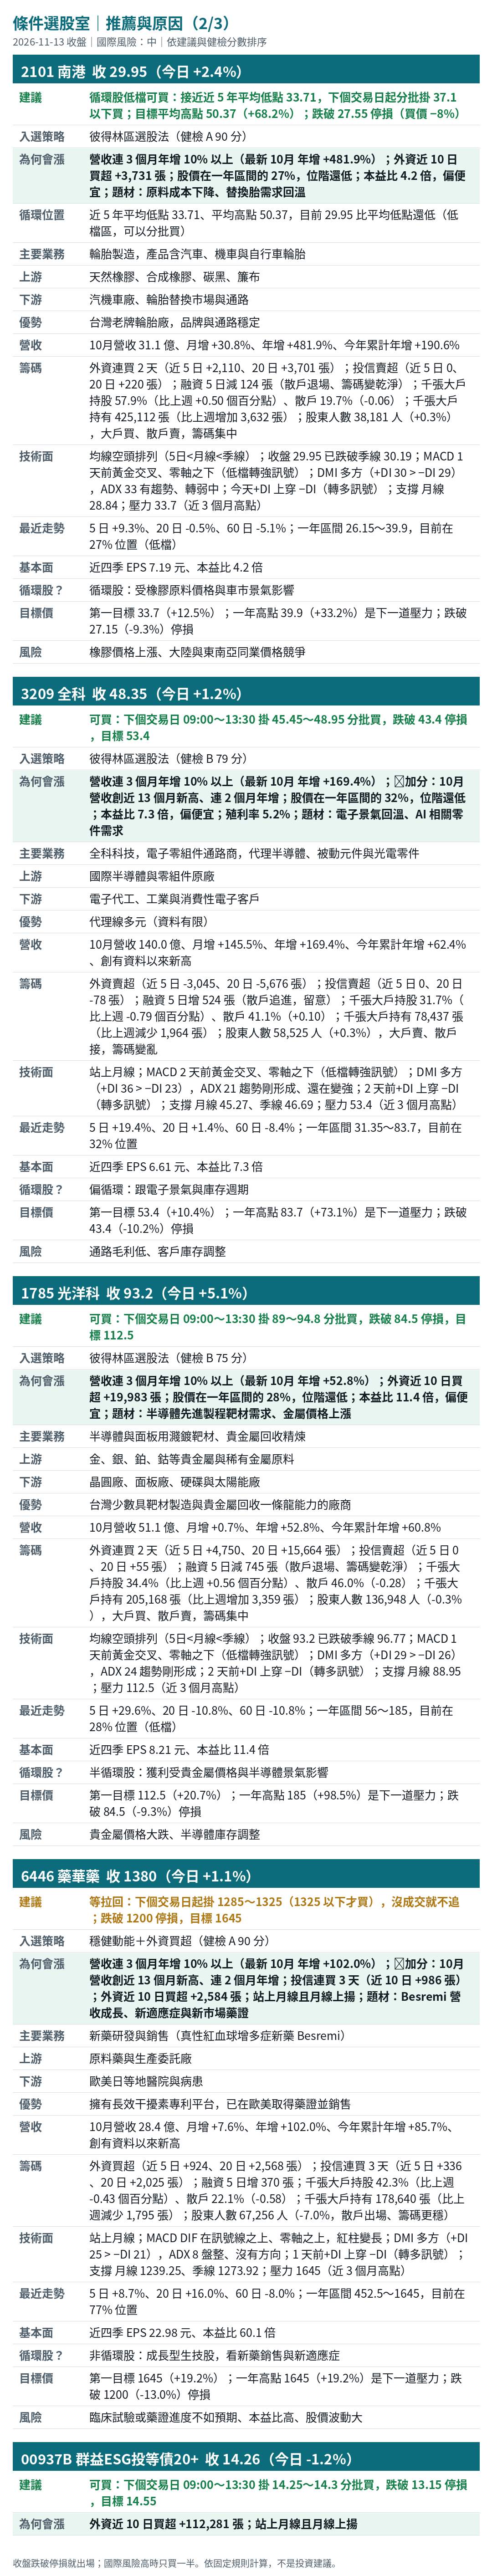 條件選股室｜推薦與原因（2/3）
2026-11-13 收盤｜國際風險：中｜依建議與健檢分數排序
2101 南港 收 29.95（今日 +2.4%）
建議
循環股低檔可買：接近近 5 年平均低點 33.71，下個交易日起分批掛 37.1
以下買；目標平均高點 50.37（+68.2%）；跌破 27.55 停損（買價 −8%）
入選策略
彼得林區選股法（健檢 A 90 分）
為何會漲
營收連 3 個月年增 10% 以上（最新 10月 年增 +481.9%）；外資近 10 日
買超 +3,731 張；股價在一年區間的 27%，位階還低；本益比 4.2 倍，偏便
宜；題材：原料成本下降、替換胎需求回溫
循環位置
近 5 年平均低點 33.71、平均高點 50.37，目前 29.95 比平均低點還低（低
檔區，可以分批買）
主要業務
輪胎製造，產品含汽車、機車與自行車輪胎
上游
天然橡膠、合成橡膠、碳黑、簾布
下游
汽機車廠、輪胎替換市場與通路
優勢
台灣老牌輪胎廠，品牌與通路穩定
營收
10月營收 31.1 億、月增 +30.8%、年增 +481.9%、今年累計年增 +190.6%
籌碼
外資連買 2 天（近 5 日 +2,110、20 日 +3,701 張）；投信賣超（近 5 日 0、
20 日 +220 張）；融資 5 日減 124 張（散戶退場、籌碼變乾淨）；千張大戶
持股 57.9%（比上週 +0.50 個百分點）、散戶 19.7%（-0.06）；千張大戶
持有 425,112 張（比上週增加 3,632 張）；股東人數 38,181 人（+0.3%）
，大戶買、散戶賣，籌碼集中
技術面
均線空頭排列（5日<月線<季線）；收盤 29.95 已跌破季線 30.19；MACD 1
天前黃金交叉、零軸之下（低檔轉強訊號）；DMI 多方（+DI 30 > −DI 29）
，ADX 33 有趨勢、轉弱中；今天+DI 上穿 −DI（轉多訊號）；支撐 月線
28.84；壓力 33.7（近 3 個月高點）
最近走勢
5 日 +9.3%、20 日 -0.5%、60 日 -5.1%；一年區間 26.15～39.9，目前在
27% 位置（低檔）
基本面
近四季 EPS 7.19 元、本益比 4.2 倍
循環股？
循環股：受橡膠原料價格與車市景氣影響
目標價
第一目標 33.7（+12.5%）；一年高點 39.9（+33.2%）是下一道壓力；跌破
27.15（-9.3%）停損
風險
橡膠價格上漲、大陸與東南亞同業價格競爭
3209 全科 收 48.35（今日 +1.2%）
建議
可買：下個交易日 09:00～13:30 掛 45.45～48.95 分批買，跌破 43.4 停損
，目標 53.4
入選策略
彼得林區選股法（健檢 B 79 分）
為何會漲
營收連 3 個月年增 10% 以上（最新 10月 年增 +169.4%）；加分：10月
營收創近 13 個月新高、連 2 個月年增；股價在一年區間的 32%，位階還低
；本益比 7.3 倍，偏便宜；殖利率 5.2%；題材：電子景氣回溫、AI 相關零
件需求
主要業務
全科科技，電子零組件通路商，代理半導體、被動元件與光電零件
上游
國際半導體與零組件原廠
下游
電子代工、工業與消費性電子客戶
優勢
代理線多元（資料有限）
營收
10月營收 140.0 億、月增 +145.5%、年增 +169.4%、今年累計年增 +62.4%
、創有資料以來新高
籌碼
外資賣超（近 5 日 -3,045、20 日 -5,676 張）；投信賣超（近 5 日 0、20 日
-78 張）；融資 5 日增 524 張（散戶追進，留意）；千張大戶持股 31.7%（
比上週 -0.79 個百分點）、散戶 41.1%（+0.10）；千張大戶持有 78,437 張
（比上週減少 1,964 張）；股東人數 58,525 人（+0.3%），大戶賣、散戶
接，籌碼變亂
技術面
站上月線；MACD 2 天前黃金交叉、零軸之下（低檔轉強訊號）；DMI 多方
（+DI 36 > −DI 23），ADX 21 趨勢剛形成、還在變強；2 天前+DI 上穿 −DI
（轉多訊號）；支撐 月線 45.27、季線 46.69；壓力 53.4（近 3 個月高點）
最近走勢
5 日 +19.4%、20 日 +1.4%、60 日 -8.4%；一年區間 31.35～83.7，目前在
32% 位置
基本面
近四季 EPS 6.61 元、本益比 7.3 倍
循環股？
偏循環：跟電子景氣與庫存週期
目標價
第一目標 53.4（+10.4%）；一年高點 83.7（+73.1%）是下一道壓力；跌破
43.4（-10.2%）停損
風險
通路毛利低、客戶庫存調整
1785 光洋科 收 93.2（今日 +5.1%）
建議
可買：下個交易日 09:00～13:30 掛 89～94.8 分批買，跌破 84.5 停損，目
標 112.5
入選策略
彼得林區選股法（健檢 B 75 分）
為何會漲
營收連 3 個月年增 10% 以上（最新 10月 年增 +52.8%）；外資近 10 日買
超 +19,983 張；股價在一年區間的 28%，位階還低；本益比 11.4 倍，偏便
宜；題材：半導體先進製程靶材需求、金屬價格上漲
主要業務
半導體與面板用濺鍍靶材、貴金屬回收精煉
上游
金、銀、鉑、鈷等貴金屬與稀有金屬原料
下游
晶圓廠、面板廠、硬碟與太陽能廠
優勢
台灣少數具靶材製造與貴金屬回收一條龍能力的廠商
營收
10月營收 51.1 億、月增 +0.7%、年增 +52.8%、今年累計年增 +60.8%
籌碼
外資連買 2 天（近 5 日 +4,750、20 日 +15,664 張）；投信賣超（近 5 日 0
、20 日 +55 張）；融資 5 日減 745 張（散戶退場、籌碼變乾淨）；千張大
戶持股 34.4%（比上週 +0.56 個百分點）、散戶 46.0%（-0.28）；千張大
戶持有 205,168 張（比上週增加 3,359 張）；股東人數 136,948 人（-0.3%
），大戶買、散戶賣，籌碼集中
技術面
均線空頭排列（5日<月線<季線）；收盤 93.2 已跌破季線 96.77；MACD 1
天前黃金交叉、零軸之下（低檔轉強訊號）；DMI 多方（+DI 29 > −DI 26）
，ADX 24 趨勢剛形成；2 天前+DI 上穿 −DI（轉多訊號）；支撐 月線 88.95
；壓力 112.5（近 3 個月高點）
最近走勢
5 日 +29.6%、20 日 -10.8%、60 日 -10.8%；一年區間 56～185，目前在
28% 位置（低檔）
基本面
近四季 EPS 8.21 元、本益比 11.4 倍
循環股？
半循環股：獲利受貴金屬價格與半導體景氣影響
目標價
第一目標 112.5（+20.7%）；一年高點 185（+98.5%）是下一道壓力；跌
破 84.5（-9.3%）停損
風險
貴金屬價格大跌、半導體庫存調整
6446 藥華藥 收 1380（今日 +1.1%）
建議
等拉回：下個交易日起掛 1285～1325（1325 以下才買），沒成交就不追
；跌破 1200 停損，目標 1645
入選策略
穩健動能＋外資買超（健檢 A 90 分）
為何會漲
營收連 3 個月年增 10% 以上（最新 10月 年增 +102.0%）；加分：10月
營收創近 13 個月新高、連 2 個月年增；投信連買 3 天（近 10 日 +986 張）
；外資近 10 日買超 +2,584 張；站上月線且月線上揚；題材：Besremi 營
收成長、新適應症與新市場藥證
主要業務
新藥研發與銷售（真性紅血球增多症新藥 Besremi）
上游
原料藥與生產委託廠
下游
歐美日等地醫院與病患
優勢
擁有長效干擾素專利平台，已在歐美取得藥證並銷售
營收
10月營收 28.4 億、月增 +7.6%、年增 +102.0%、今年累計年增 +85.7%、
創有資料以來新高
籌碼
外資買超（近 5 日 +924、20 日 +2,568 張）；投信連買 3 天（近 5 日 +336
、20 日 +2,025 張）；融資 5 日增 370 張；千張大戶持股 42.3%（比上週
-0.43 個百分點）、散戶 22.1%（-0.58）；千張大戶持有 178,640 張（比上
週減少 1,795 張）；股東人數 67,256 人（-7.0%，散戶出場、籌碼更穩）
技術面
站上月線；MACD DIF 在訊號線之上、零軸之上，紅柱變長；DMI 多方（+DI
25 > −DI 21），ADX 8 盤整、沒有方向；1 天前+DI 上穿 −DI（轉多訊號）；
支撐 月線 1239.25、季線 1273.92；壓力 1645（近 3 個月高點）
最近走勢
5 日 +8.7%、20 日 +16.0%、60 日 -8.0%；一年區間 452.5～1645，目前在
77% 位置
基本面
近四季 EPS 22.98 元、本益比 60.1 倍
循環股？
非循環股：成長型生技股，看新藥銷售與新適應症
目標價
第一目標 1645（+19.2%）；一年高點 1645（+19.2%）是下一道壓力；跌
破 1200（-13.0%）停損
風險
臨床試驗或藥證進度不如預期、本益比高、股價波動大
00937B 群益ESG投等債20+ 收 14.26（今日 -1.2%）
建議
可買：下個交易日 09:00～13:30 掛 14.25～14.3 分批買，跌破 13.15 停損
，目標 14.55
為何會漲
外資近 10 日買超 +112,281 張；站上月線且月線上揚
收盤跌破停損就出場；國際風險高時只買一半。依固定規則計算，不是投資建議。